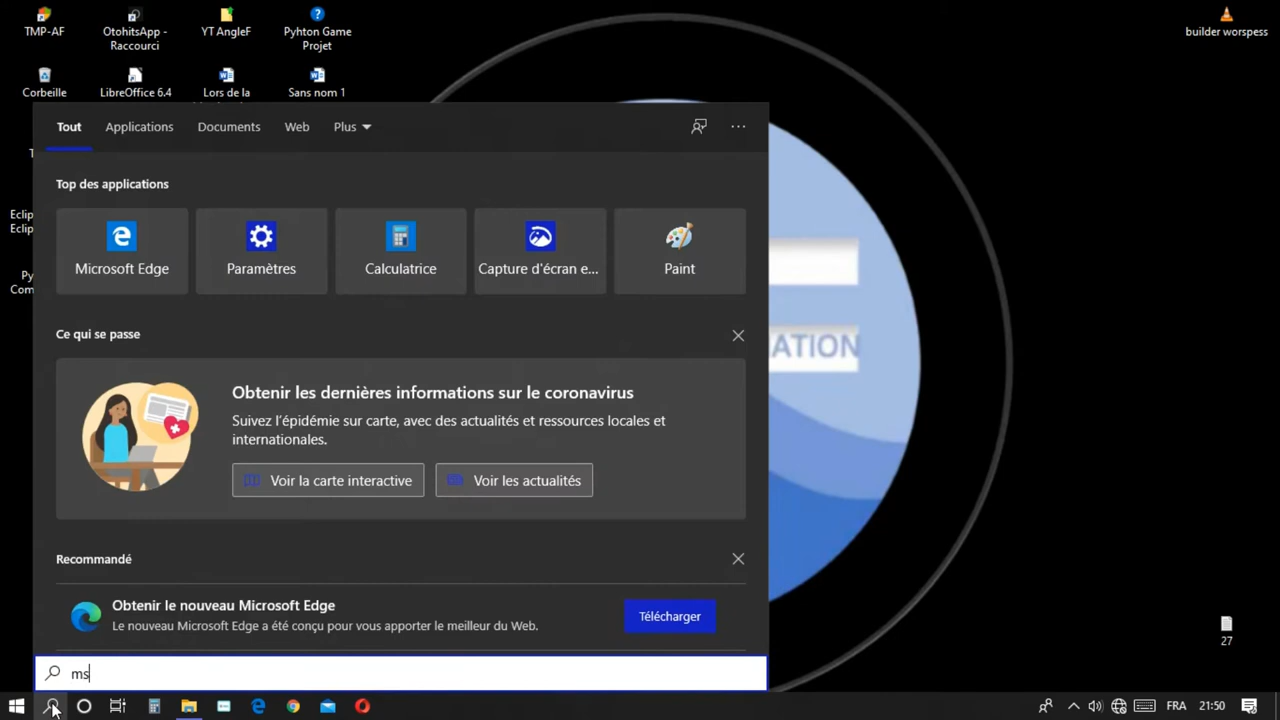 TMP-AF
OtohitsApp -
Raccourci
YT AngleF
Pyhton Game
Projet
builder worspess
Corbeille
LibreOffice 6.4
Lors de la
Sans nom 1
Tout
Applications
Documents
Web
Plus
Top des applications
Eclip
Eclip
Microsoft Edge
Paramètres
Calculatrice
Capture d'écran e...
Paint
Py
Com
Ce qui se passe
ATION
Obtenir les dernières informations sur le coronavirus
Suivez l'épidémie sur carte, avec des actualités et ressources locales et
internationales.
Voir la carte interactive
Voir les actualités
Recommandé
Obtenir le nouveau Microsoft Edge
Le nouveau Microsoft Edge a été conçu pour vous apporter le meilleur du Web.
Télécharger
27
ms
FRA
21:50